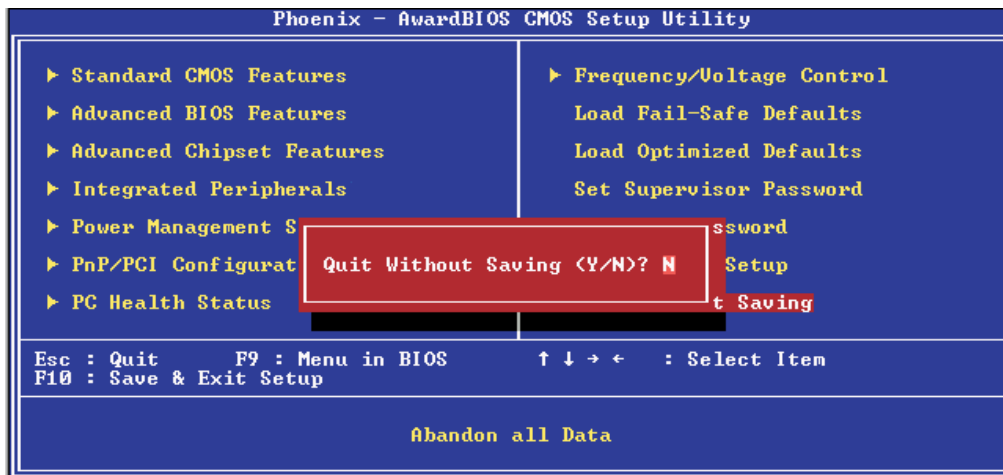 Phoenix - AwardBIOS CMOS Setup Utility
▶ Standard CMOS Features
▶ Advanced BIOS Features
▶ Advanced Chipset Features
▶ Integrated Peripherals
▶ Power Management S
▶ PnP/PCI Configurat
▶ PC Health Status
▶ Frequency/Voltage Control
Load Fail-Safe Defaults
Load Optimized Defaults
Set Supervisor Password
ssword
Setup
t Saving
Quit Without Saving (Y/N)? N
Esc : Quit F9 : Menu in BIOS ↑ ↓ → ← : Select Item
F10 : Save & Exit Setup
Abandon all Data